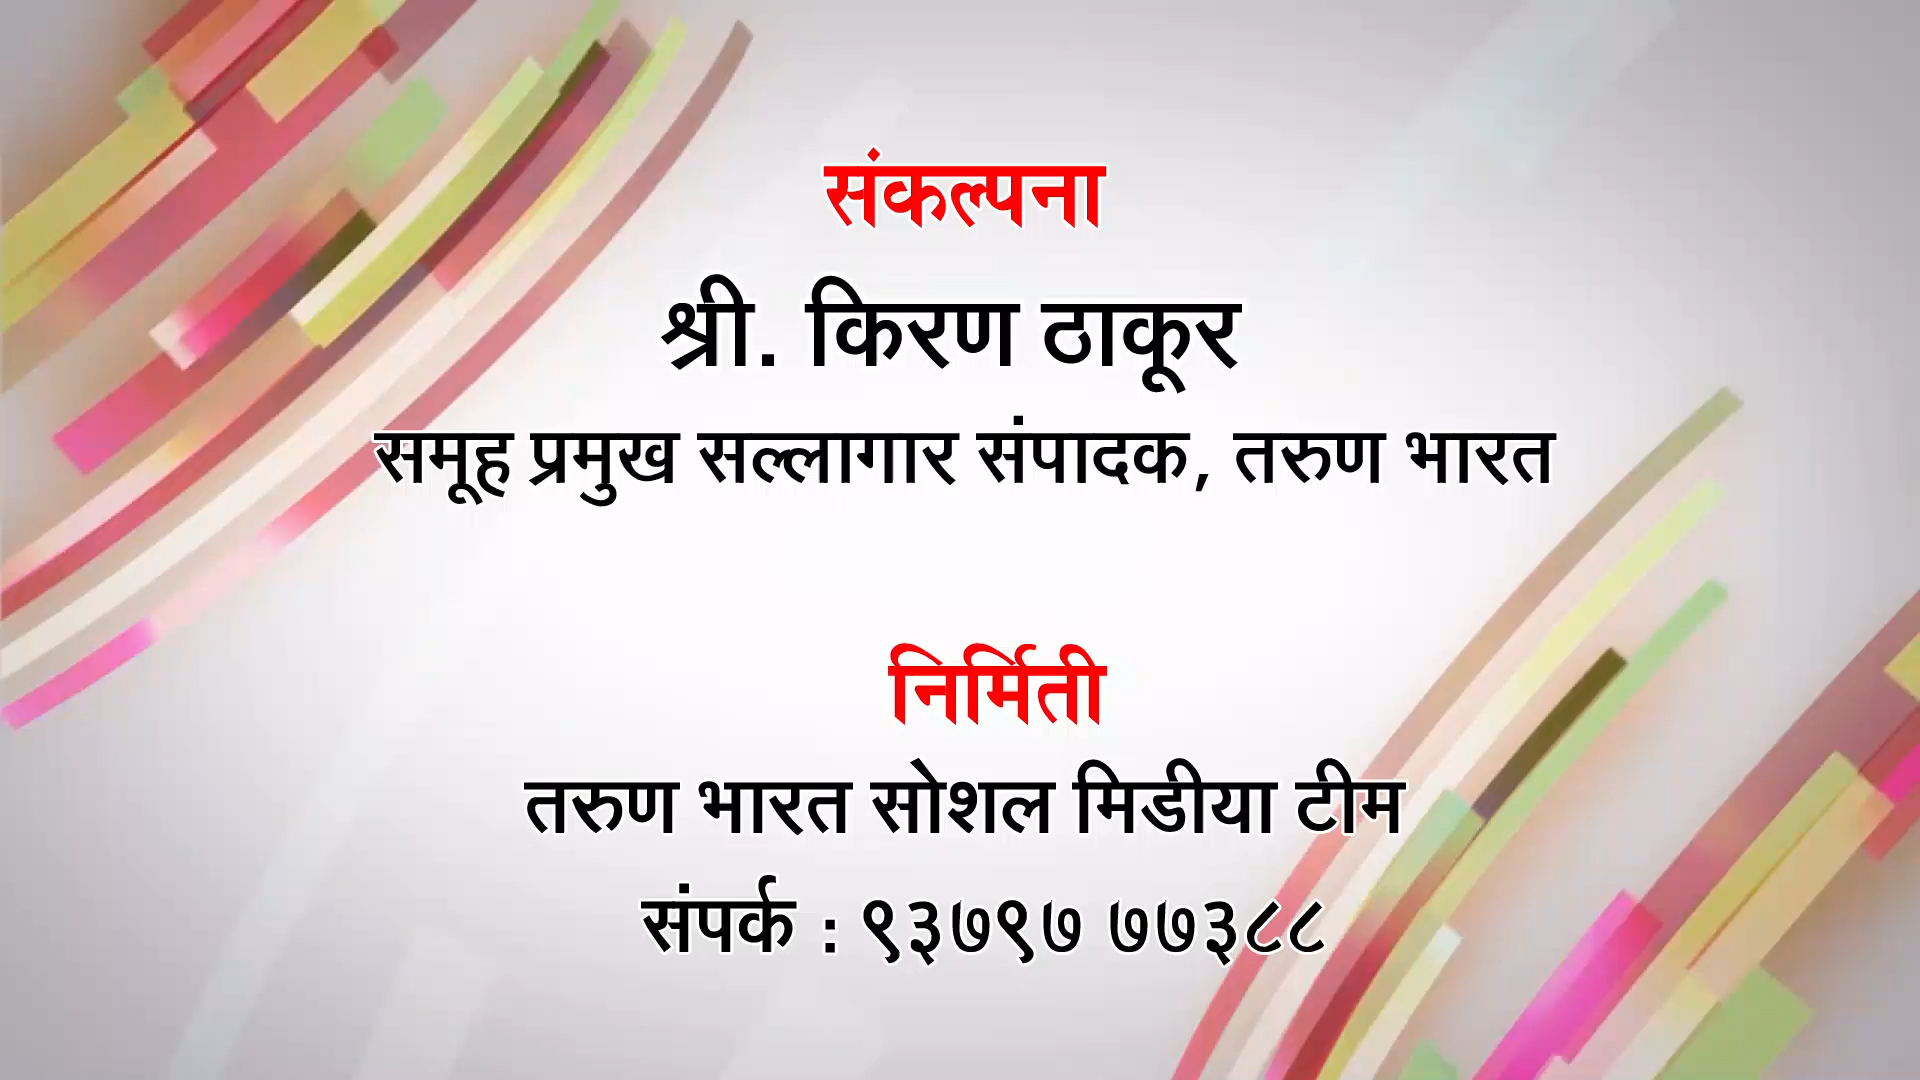 संकल्पना
श्री. किरण ठाकूर
समूह प्रमुख सल्लागार संपादक, तरुण भारत
निर्मिती
तरुण भारत सोशल मिडीया टीम
संपर्क : ९३७९७ ७७३८८